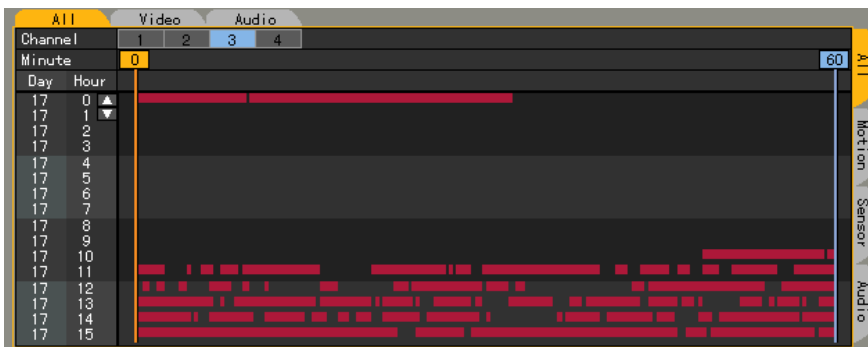 All Video Audio
Channel 1 2 3 4
Minute 0 60
Day Hour
17 0
17 1
17 2
17 3
17 4
17 5
17 6
17 7
17 8
17 9
17 10
17 11
17 12
17 13
17 14
17 15
All
Motion
Sensor
Audio